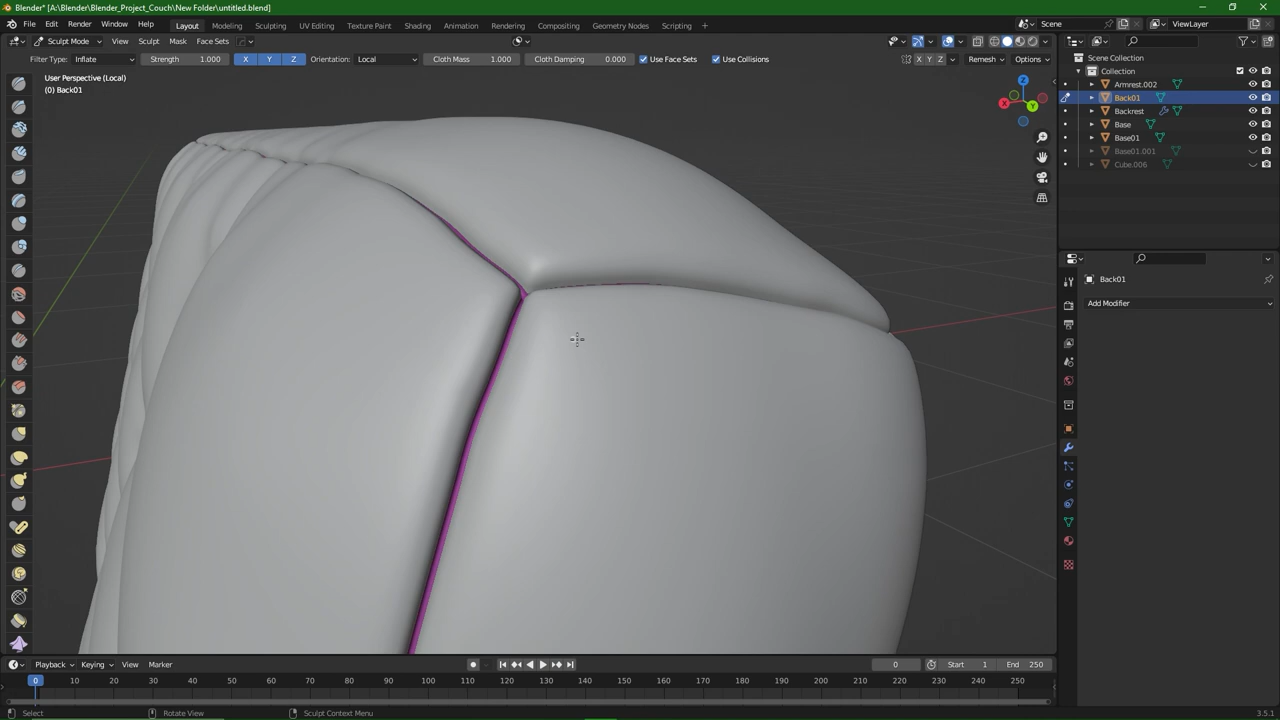 Blender* [A:\Blender_Project_Couch\New Folder\untitled.blend]
File Edit Render Window Help Layout Modeling Sculpting UV Editing Texture Paint Shading Animation Rendering Compositing Geometry Nodes Scripting + Scene ViewLayer
Sculpt Mode View Sculpt Mask Face Sets
Filter Type: Inflate Strength 1.000 X Y Z Orientation: Local Cloth Mass 1.000 Cloth Damping 0.000 Use Face Sets Use Collisions X Y Z Remesh Options
User Perspective (Local)
(0) Back01
Z
X
Y
Scene Collection
Collection
Armrest.002
Back01
Backrest
Base
Base01
Base01.001
Cube.006
Back01
Add Modifier
Playback Keying View Marker 0 Start 1 End 250
0 10 20 30 40 50 60 70 80 90 100 110 120 130 140 150 160 170 180 190 200 210 220 230 240 250
Select Rotate View Sculpt Context Menu 3.5.1